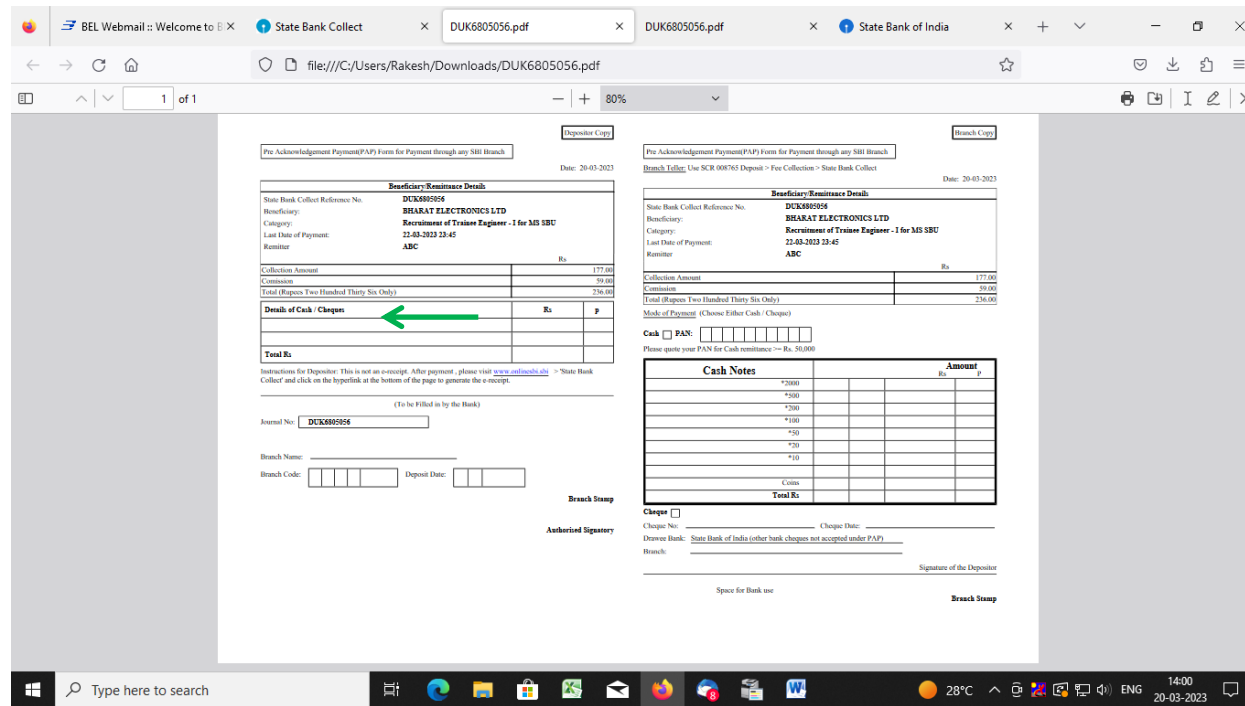 BEL Webmail :: Welcome to B
State Bank Collect
DUK6805056.pdf
DUK6805056.pdf
State Bank of India
file:///C:/Users/Rakesh/Downloads/DUK6805056.pdf
1 of 1
80%
Depositor Copy
Pre Acknowledgement Payment(PAP) Form for Payment through any SBI Branch
Date: 20-03-2023
Beneficiary/Remittance Details
State Bank Collect Reference No. DUK6805056
Beneficiary: BHARAT ELECTRONICS LTD
Category: Recruitment of Trainee Engineer - I for MS SBU
Last Date of Payment: 22-03-2023 23:45
Remitter ABC
Rs
Collection Amount 177.00
Comission 59.00
Total (Rupees Two Hundred Thirty Six Only) 236.00
Details of Cash / Cheques Rs P
Total Rs
Instructions for Depositor: This is not an e-receipt. After payment , please visit www.onlinesbi.sbi > 'State Bank
Collect' and click on the hyperlink at the bottom of the page to generate the e-receipt.
(To be Filled in by the Bank)
Journal No: DUK6805056
Branch Name:
Branch Code: Deposit Date:
Branch Stamp
Authorised Signatory
Branch Copy
Pre Acknowledgement Payment(PAP) Form for Payment through any SBI Branch
Branch Teller: Use SCR 008765 Deposit > Fee Collection > State Bank Collect
Date: 20-03-2023
Beneficiary/Remittance Details
State Bank Collect Reference No. DUK6805056
Beneficiary: BHARAT ELECTRONICS LTD
Category: Recruitment of Trainee Engineer - I for MS SBU
Last Date of Payment: 22-03-2023 23:45
Remitter ABC
Rs
Collection Amount 177.00
Comission 59.00
Total (Rupees Two Hundred Thirty Six Only) 236.00
Mode of Payment (Choose Either Cash / Cheque)
Cash PAN:
Please quote your PAN for Cash remittance >= Rs. 50,000
Cash Notes Amount
Rs P
*2000
*500
*200
*100
*50
*20
*10
Coins
Total Rs
Cheque
Cheque No: Cheque Date:
Drawee Bank: State Bank of India (other bank cheques not accepted under PAP)
Branch:
Signature of the Depositor
Space for Bank use
Branch Stamp
Type here to search
8
28°C
ENG
14:00
20-03-2023